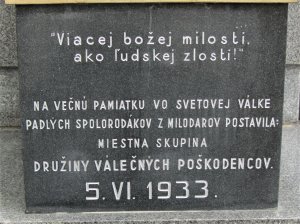 "Viacej božej milosti,
ako ľudskej zlosti!"
NA VEČNÚ PAMIATKU VO SVETOVEJ VÁLKE
PADLÝCH SPOLORODÁKOV Z MILODAROV POSTAVILA:
MIESTNA SKUPINA
DRUŽINY VÁLEČNÝCH POŠKODENCOV.
5. VI. 1933.